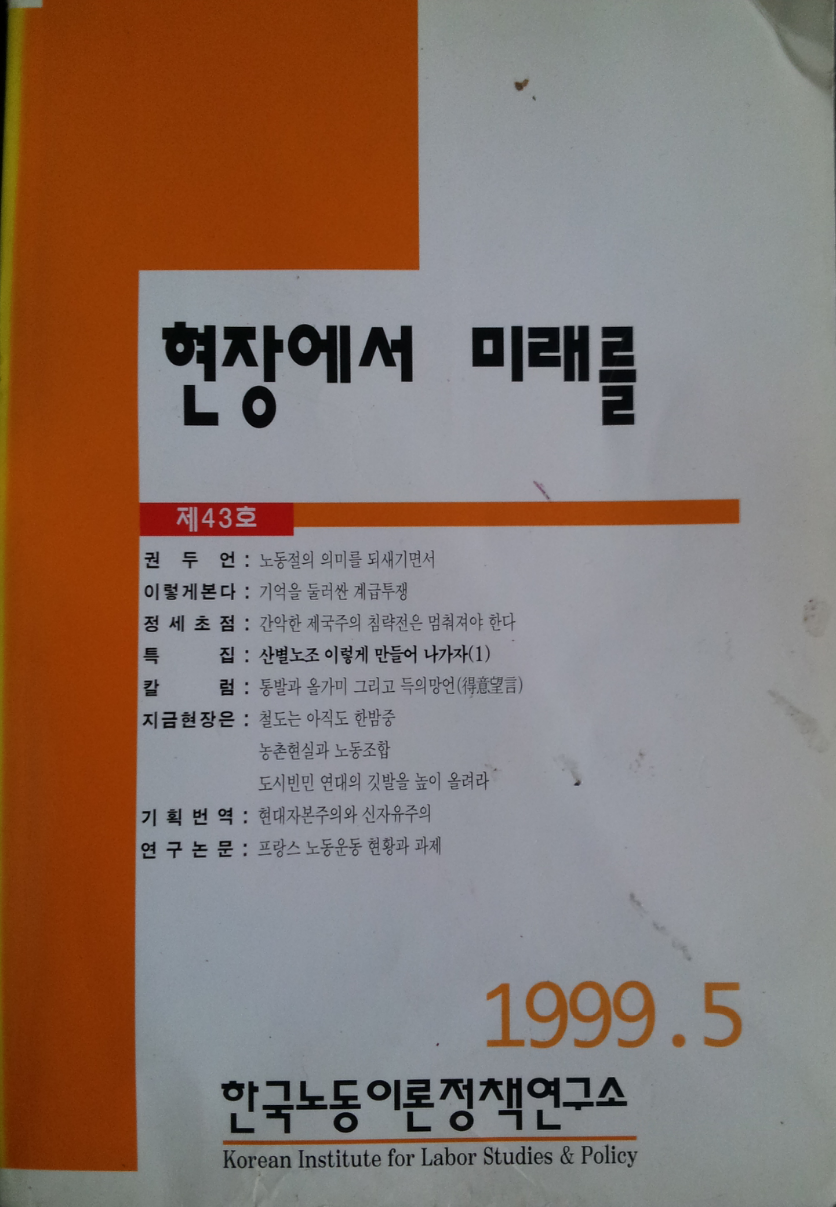 현장에서 미래를
제43호
권 두 언 : 노동절의 의미를 되새기면서
이렇게본다 : 기억을 둘러싼 계급투쟁
정 세 초 점 : 간악한 제국주의 침략전은 멈춰져야 한다
특 집 : 산별노조 이렇게 만들어 나가자(1)
칼 럼 : 통발과 올가미 그리고 득의망언(得意望言)
지금현장은 : 철도는 아직도 한밤중
농촌현실과 노동조합
도시빈민 연대의 깃발을 높이 올려라
기 획 번 역 : 현대자본주의와 신자유주의
연 구 논 문 : 프랑스 노동운동 현황과 과제
1999.5
한국노동이론정책연구소
Korean Institute for Labor Studies & Policy